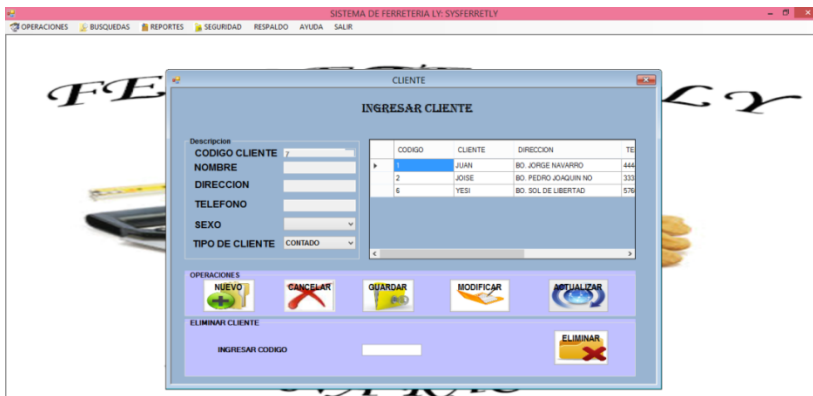 SISTEMA DE FERRETERIA LY: SYSFERRETLY
OPERACIONES BUSQUEDAS REPORTES SEGURIDAD RESPALDO AYUDA SALIR
CLIENTE
INGRESAR CLIENTE
Descripcion
CODIGO CLIENTE 7
NOMBRE
DIRECCION
TELEFONO
SEXO
TIPO DE CLIENTE CONTADO
CODIGO CLIENTE DIRECCION TE
1 JUAN BO. JORGE NAVARRO 444
2 JOISE BO. PEDRO JOAQUIN NO 333
6 YESI BO. SOL DE LIBERTAD 576
OPERACIONES
NUEVO CANCELAR GUARDAR MODIFICAR ACTUALIZAR
ELIMINAR CLIENTE
INGRESAR CODIGO
ELIMINAR